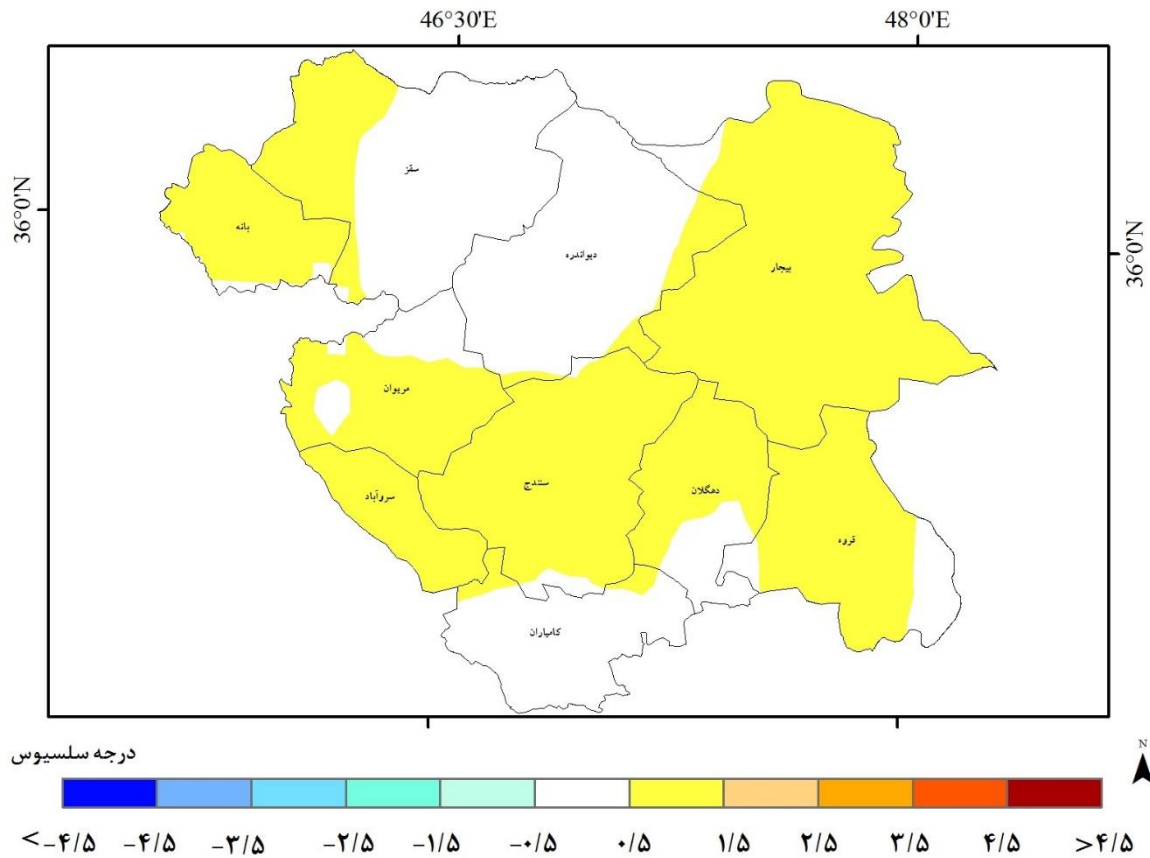 46°30'E 48°0'E
36°0'N
36°0'N
سقز
بانه
دیواندره
بیجار
مریوان
سروآباد
سنندج
دهگلان
قروه
کامیاران
درجه سلسیوس
N
<-۴/۵ -۴/۵ -۳/۵ -۲/۵ -۱/۵ -۰/۵ ۰/۵ ۱/۵ ۲/۵ ۳/۵ ۴/۵ >۴/۵